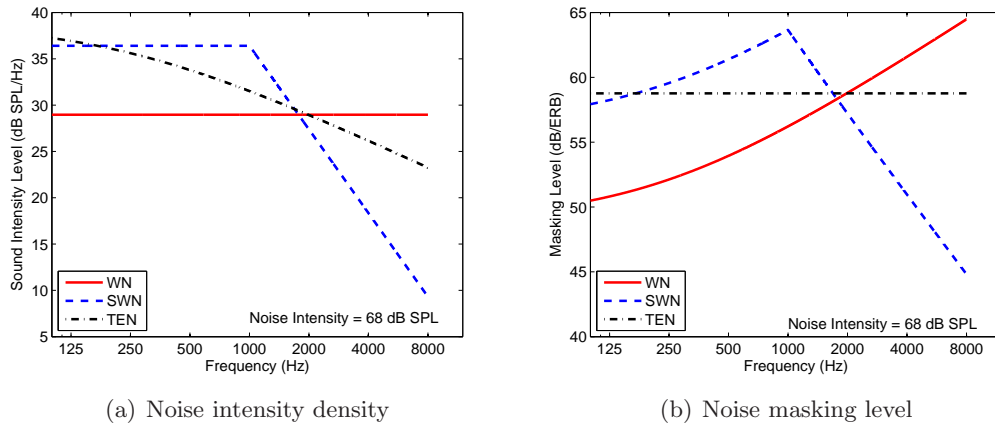 Sound Intensity Level (dB SPL/Hz)
40
35
30
25
20
15
10
5
WN
SWN
TEN
Noise Intensity = 68 dB SPL
125 250 500 1000 2000 4000 8000
Frequency (Hz)
(a) Noise intensity density
Masking Level (dB/ERB)
65
60
55
50
45
40
WN
SWN
TEN
Noise Intensity = 68 dB SPL
125 250 500 1000 2000 4000 8000
Frequency (Hz)
(b) Noise masking level